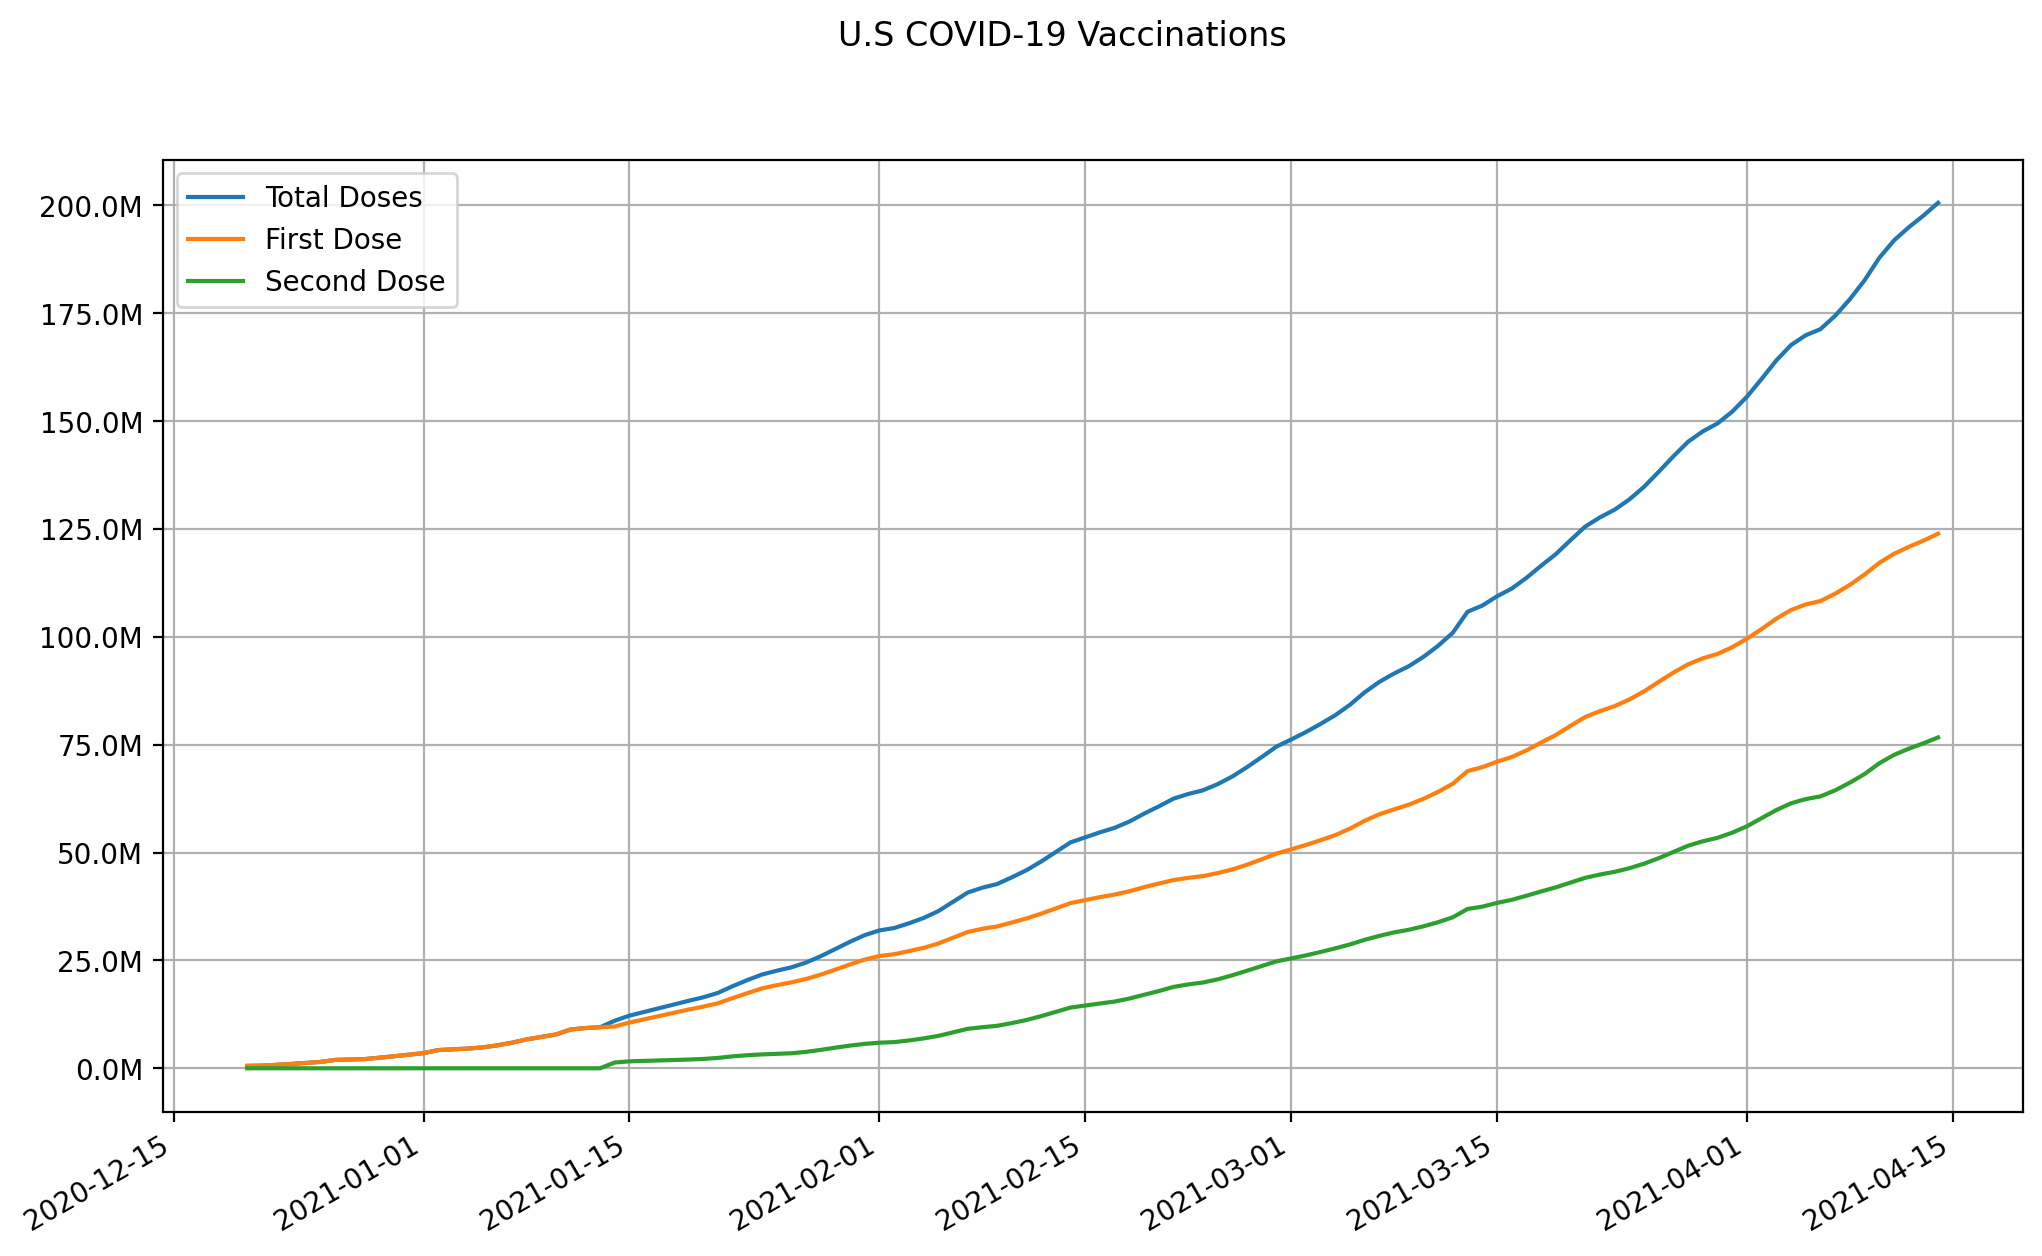 U.S COVID-19 Vaccinations
Total Doses
First Dose
Second Dose
200.0M
175.0M
150.0M
125.0M
100.0M
75.0M
50.0M
25.0M
0.0M
2020-12-15
2021-01-01
2021-01-15
2021-02-01
2021-02-15
2021-03-01
2021-03-15
2021-04-01
2021-04-15